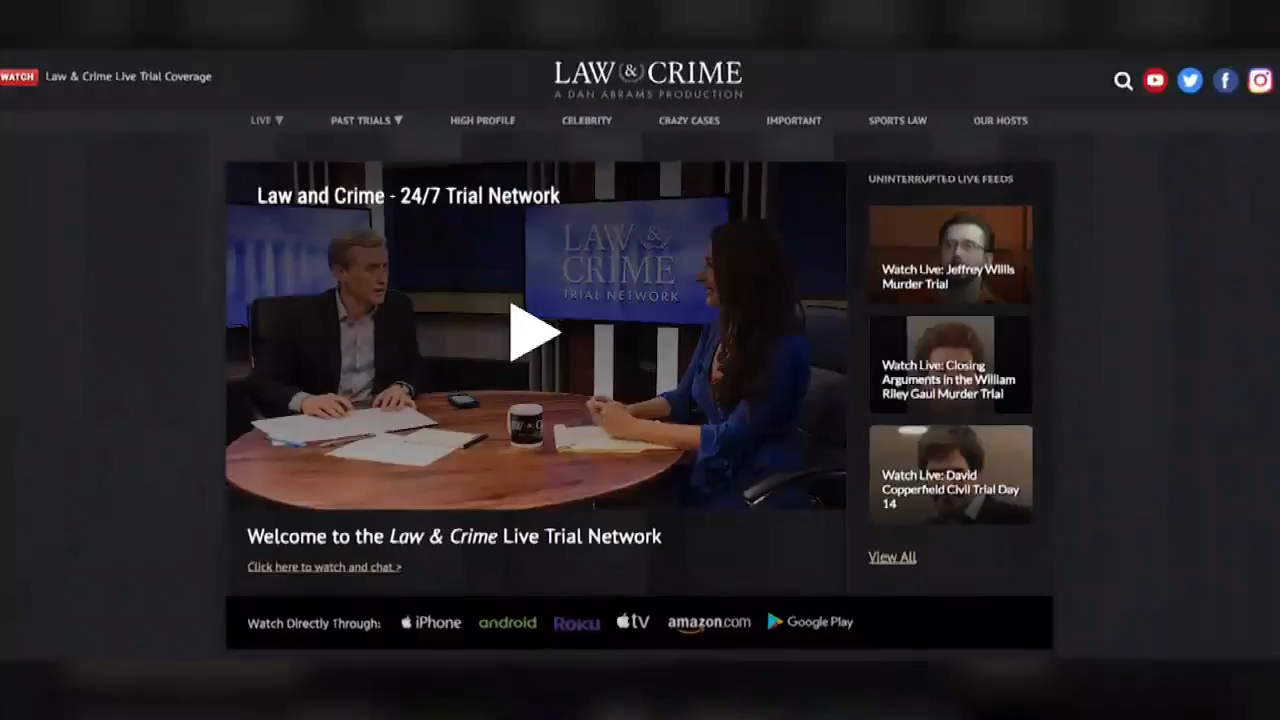 WATCH Law & Crime Live Trial Coverage
LAW & CRIME
A DAN ABRAMS PRODUCTION
LIVE ▼ PAST TRIALS ▼ HIGH PROFILE CELEBRITY CRAZY CASES IMPORTANT SPORTS LAW OUR HOSTS
Law and Crime - 24/7 Trial Network
LAW &
CRIME
TRIAL NETWORK
UNINTERRUPTED LIVE FEEDS
Watch Live: Jeffrey Willis
Murder Trial
Watch Live: Closing
Arguments in the William
Riley Gaul Murder Trial
Watch Live: David
Copperfield Civil Trial Day
14
View All
Welcome to the Law & Crime Live Trial Network
Click here to watch and chat >
Watch Directly Through: iPhone android ROKU tv amazon.com Google Play